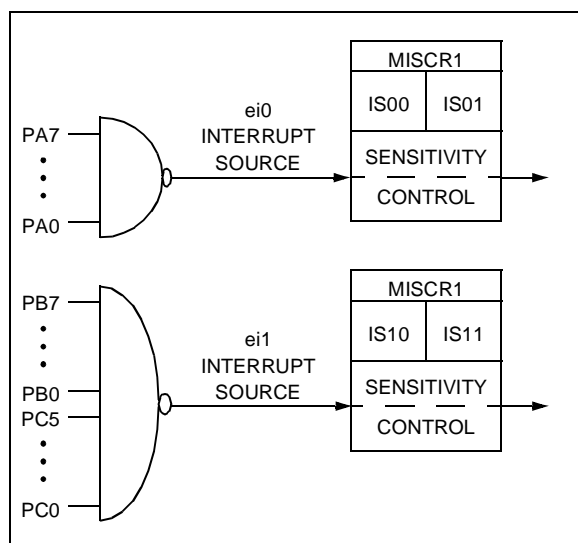 MISCR1
IS00 IS01
ei0
INTERRUPT
SOURCE
PA7
PA0
SENSITIVITY
CONTROL
MISCR1
IS10 IS11
ei1
INTERRUPT
SOURCE
PB7
PB0
PC5
PC0
SENSITIVITY
CONTROL